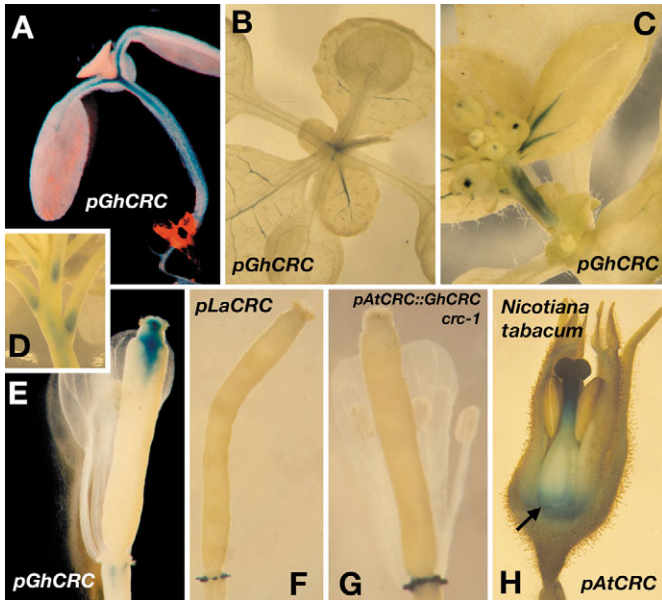 A
pGhCRC
B
pGhCRC
C
pGhCRC
D
E
pGhCRC
pLaCRC
F
pAtCRC::GhCRC
crc-1
G
Nicotiana
tabacum
H
pAtCRC